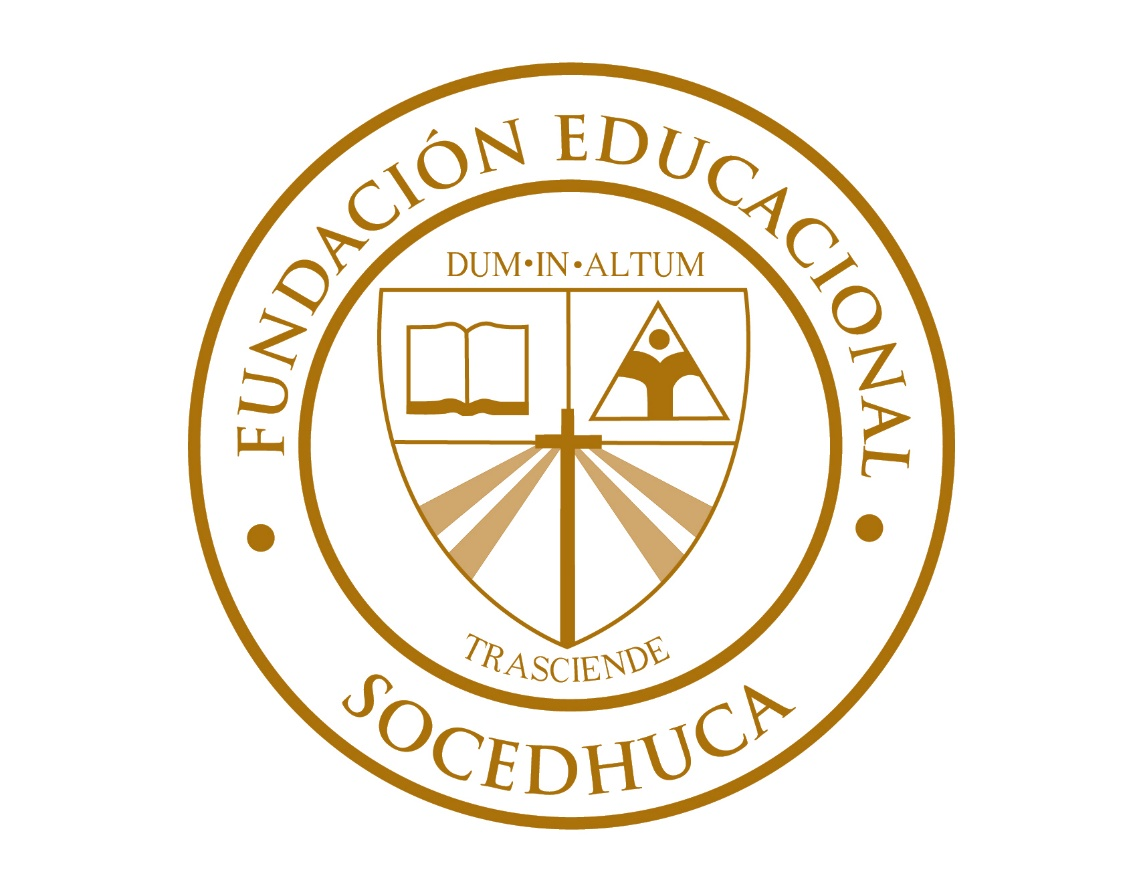 FUNDACIÓN EDUCACIONAL
DUM•IN•ALTUM
TRASCIENDE
SOCEDHUCA